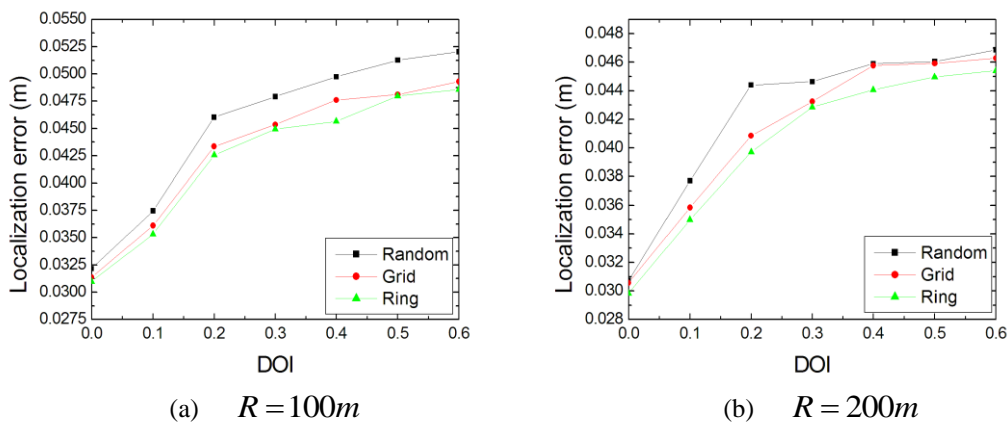 0.0550
0.0525
0.0500
0.0475
0.0450
0.0425
0.0400
0.0375
0.0350
0.0325
0.0300
0.0275
Localization error (m)
Random
Grid
Ring
0.0 0.1 0.2 0.3 0.4 0.5 0.6
DOI
(a) R = 100m
0.048
0.046
0.044
0.042
0.040
0.038
0.036
0.034
0.032
0.030
0.028
Localization error (m)
Random
Grid
Ring
0.0 0.1 0.2 0.3 0.4 0.5 0.6
DOI
(b) R = 200m